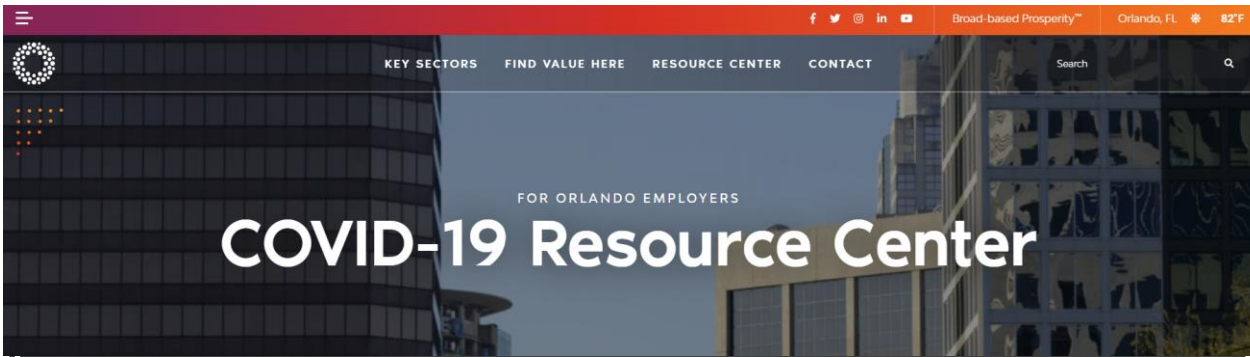 Broad-based Prosperity™ Orlando, FL 82°F
KEY SECTORS FIND VALUE HERE RESOURCE CENTER CONTACT Search
FOR ORLANDO EMPLOYERS
COVID-19 Resource Center